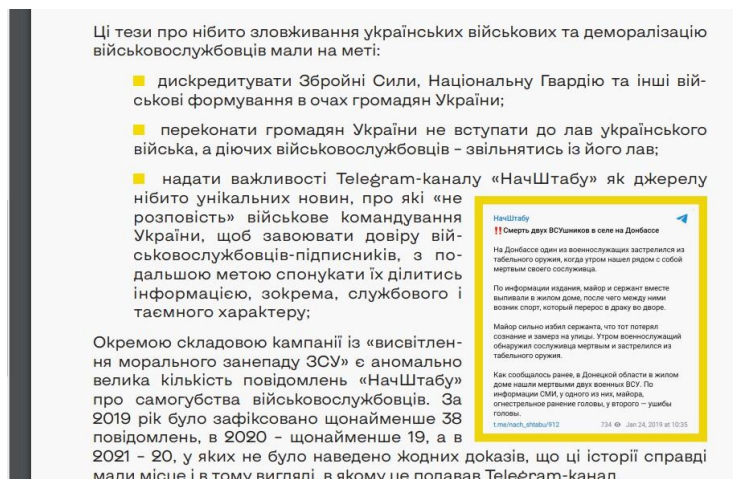 Ці тези про нібито зловживання українських військових та деморалізацію
військовослужбовців мали на меті:
дискредитувати Збройні Сили, Національну Гвардію та інші вій-
ськові формування в очах громадян України;
переконати громадян України не вступати до лав українського
війська, а діючих військовослужбовців – звільнятись із його лав;
надати важливості Telegram-каналу «НачШтабу» як джерелу
нібито унікальних новин, про які «не
розповість» військове командування
України, щоб завоювати довіру вій-
ськовослужбовців-підписників, з по-
дальшою метою спонукати їх ділитись
інформацією, зокрема, службового і
таємного характеру;
Окремою складовою кампанії із «висвітлен-
ня морального занепаду ЗСУ» є аномально
велика кількість повідомлень «НачШтабу»
про самогубства військовослужбовців. За
2019 рік було зафіксовано щонайменше 38
повідомлень, в 2020 – щонайменше 19, а в
2021 – 20, у яких не було наведено жодних доказів, що ці історії справді
мали місце і в тому вигляді, в якому це подавав Telegram-канал
НачШтабу
‼️Смерть двух ВСУшников в селе на Донбассе
На Донбассе один из военнослужащих застрелился из
табельного оружия, когда утром нашел рядом с собой
мертвым своего сослуживца.
По информации издания, майор и сержант вместе
выпивали в жилом доме, после чего между ними
возник спорт, который перерос в драку во дворе.
Майор сильно избил сержанта, что тот потерял
сознание и замерз на улицы. Утром военнослужащий
обнаружил сослуживца мертвым и застрелился из
табельного оружия.
Как сообщалось ранее, в Донецкой области в жилом
доме нашли мертвыми двух военных ВСУ. По
информации СМИ, у одного из них, майора,
огнестрельное ранение головы, у второго — ушибы
головы.
t.me/nach_shtabu/912 734 Jan 24, 2019 at 10:35